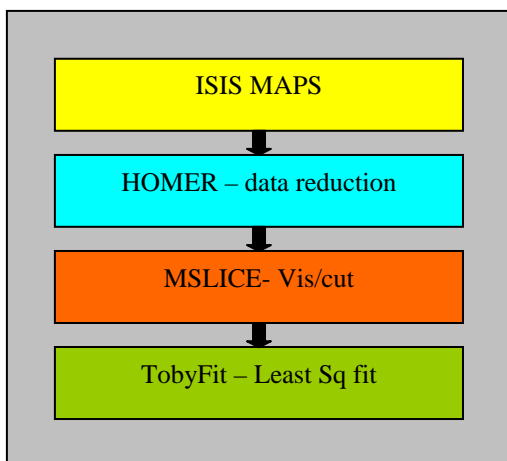 ISIS MAPS
HOMER – data reduction
MSLICE- Vis/cut
TobyFit – Least Sq fit